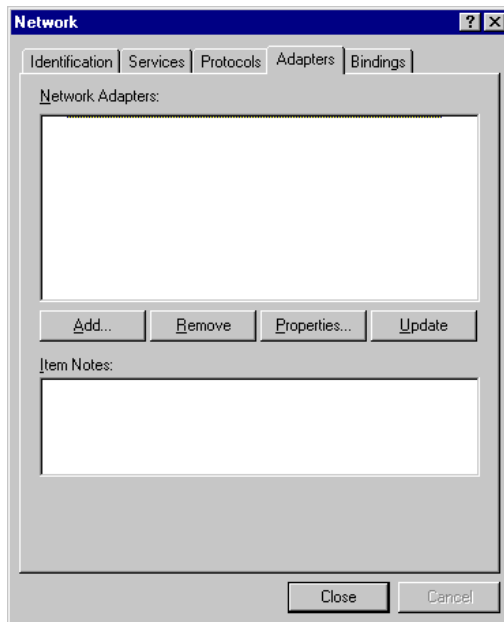 Network
Identification Services Protocols Adapters Bindings
Network Adapters:
Add... Remove Properties... Update
Item Notes:
Close Cancel